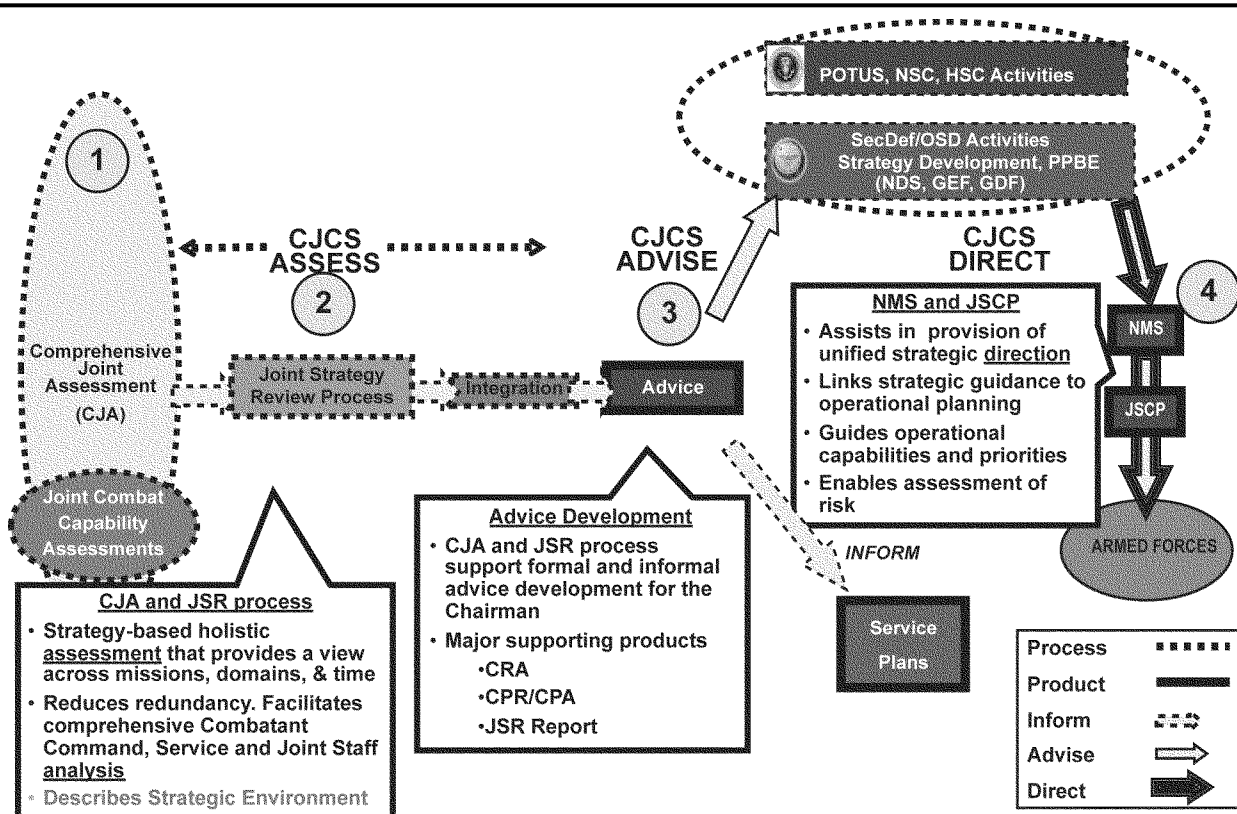 POTUS, NSC, HSC Activities
SecDef/OSD Activities
Strategy Development, PPBE
(NDS, GEF, GDF)
1
CJCS
ASSESS
2
CJCS
ADVISE
3
CJCS
DIRECT
4
Comprehensive
Joint
Assessment
(CJA)
Joint Strategy
Review Process
Integration
Advice
NMS and JSCP
• Assists in provision of
unified strategic direction
• Links strategic guidance to
operational planning
• Guides operational
capabilities and priorities
• Enables assessment of
risk
NMS
JSCP
ARMED FORCES
Joint Combat
Capability
Assessments
CJA and JSR process
• Strategy-based holistic
assessment that provides a view
across missions, domains, & time
• Reduces redundancy. Facilitates
comprehensive Combatant
Command, Service and Joint Staff
analysis
• Describes Strategic Environment
Advice Development
• CJA and JSR process
support formal and informal
advice development for the
Chairman
• Major supporting products
•CRA
•CPR/CPA
•JSR Report
INFORM
Service
Plans
Process
Product
Inform
Advise
Direct